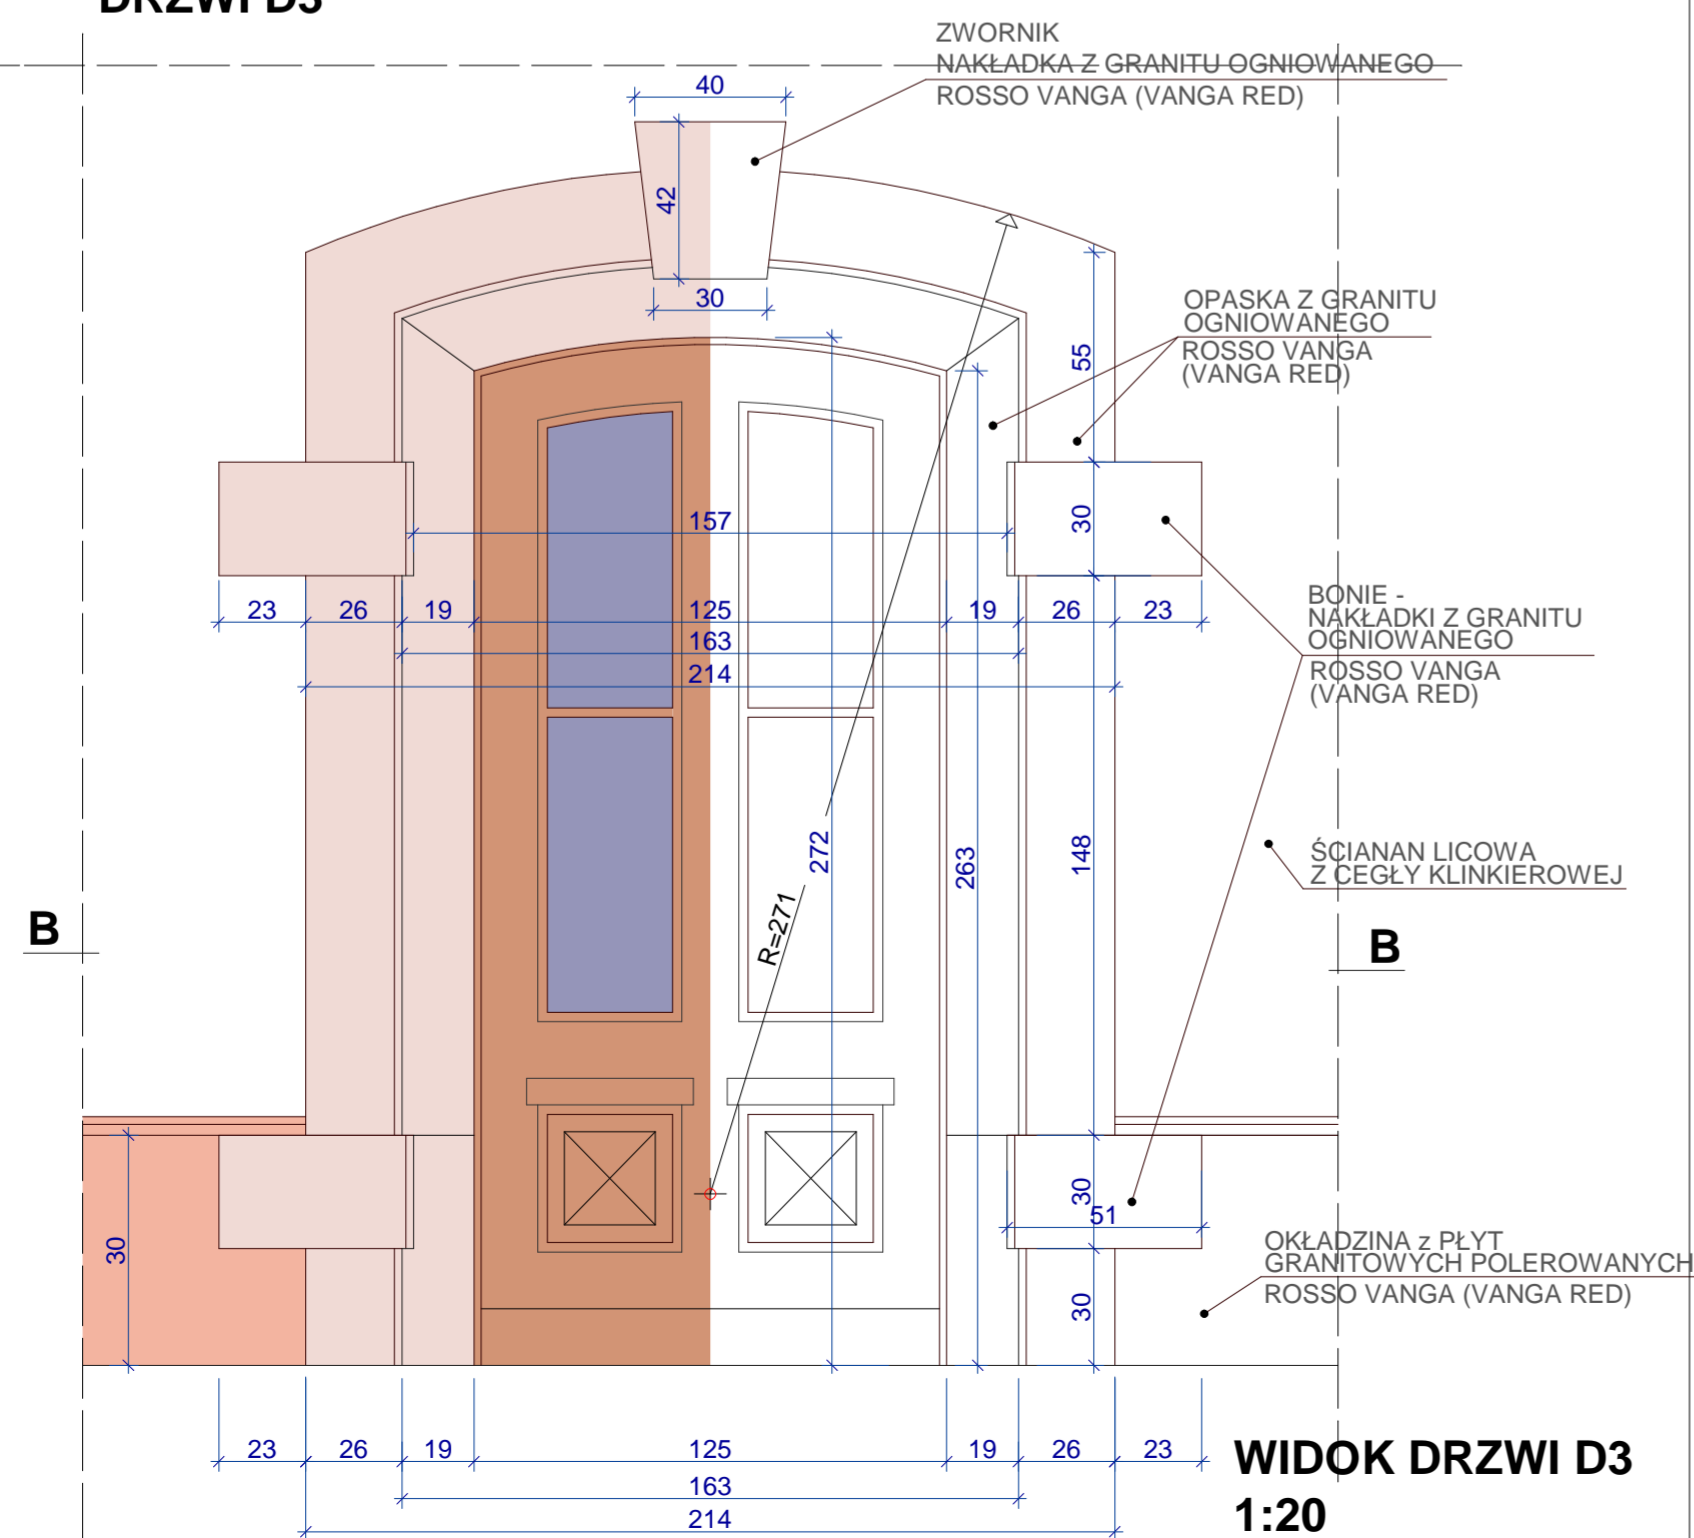 DRZWI D3
ZWORNIK
NAKŁADKA Z GRANITU OGNIOWANEGO
ROSSO VANGA (VANGA RED)
40
42
30
OPASKA Z GRANITU
OGNIOWANEGO
ROSSO VANGA
(VANGA RED)
55
30
157
23 26 19 125 19 26 23
163
214
BONIE -
NAKŁADKI Z GRANITU
OGNIOWANEGO
ROSSO VANGA
(VANGA RED)
272
263
148
R=271
ŚCIANAN LICOWA
Z CEGŁY KLINKIEROWEJ
B
B
30
30
51
30
OKŁADZINA z PŁYT
GRANITOWYCH POLEROWANYCH
ROSSO VANGA (VANGA RED)
23 26 19 125 19 26 23
163
214
WIDOK DRZWI D3
1:20